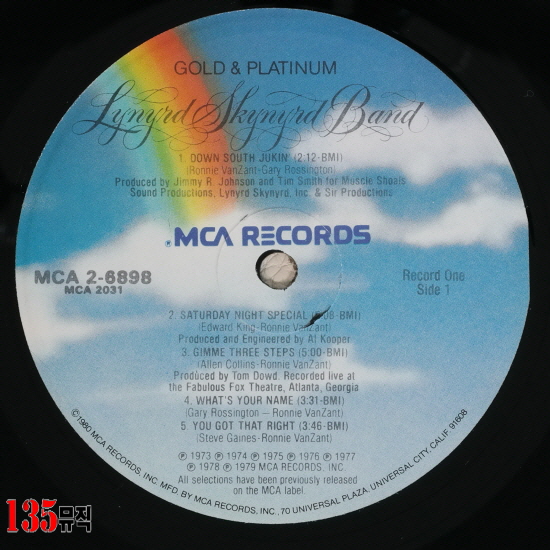 GOLD & PLATINUM
Lynyrd Skynyrd Band
1. DOWN SOUTH JUKIN' (2:12-BMI)
(Ronnie VanZant-Gary Rossington)
Produced by Jimmy R. Johnson and Tim Smith for Muscle Shoals
Sound Productions, Lynyrd Skynyrd, Inc. & Sir Productions
MCA RECORDS
MCA 2-6898
MCA 2031
Record One
Side 1
2. SATURDAY NIGHT SPECIAL (5:08-BMI)
(Edward King-Ronnie VanZant)
Produced and Engineered by Al Kooper
3. GIMME THREE STEPS (5:00-BMI)
(Allen Collins-Ronnie VanZant)
Produced by Tom Dowd. Recorded live at
the Fabulous Fox Theatre, Atlanta, Georgia
4. WHAT'S YOUR NAME (3:31-BMI)
(Gary Rossington – Ronnie VanZant)
5. YOU GOT THAT RIGHT (3:46-BMI)
(Steve Gaines-Ronnie VanZant)
℗ 1973 ℗ 1974 ℗ 1975 ℗ 1976 ℗ 1977
℗ 1978 ℗ 1979 MCA RECORDS, INC.
All selections have been previously released
on the MCA label.
©1980 MCA RECORDS, INC. MFD. BY MCA RECORDS, INC., 70 UNIVERSAL PLAZA, UNIVERSAL CITY, CALIF. 91608
135뮤직